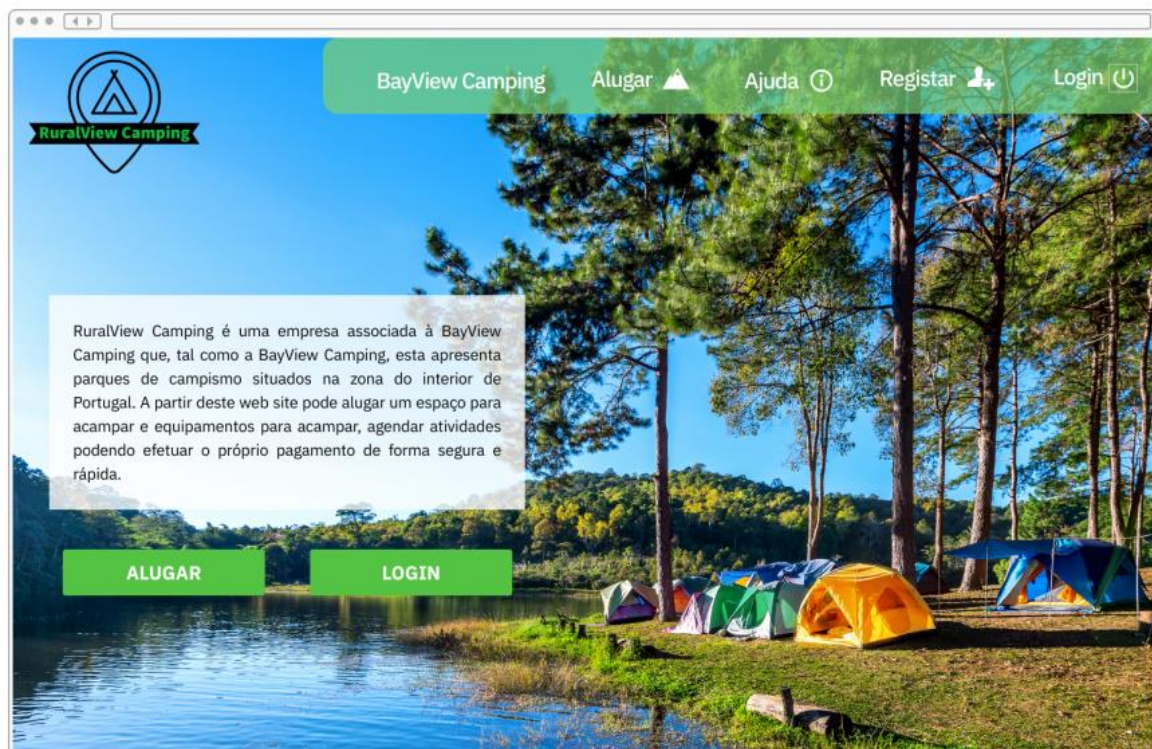 BayView Camping
Alugar
Ajuda
Registar
Login
RuralView Camping
RuralView Camping é uma empresa associada à BayView
Camping que, tal como a BayView Camping, esta apresenta
parques de campismo situados na zona do interior de
Portugal. A partir deste web site pode alugar um espaço para
acampar e equipamentos para acampar, agendar atividades
podendo efetuar o próprio pagamento de forma segura e
rápida.
ALUGAR
LOGIN